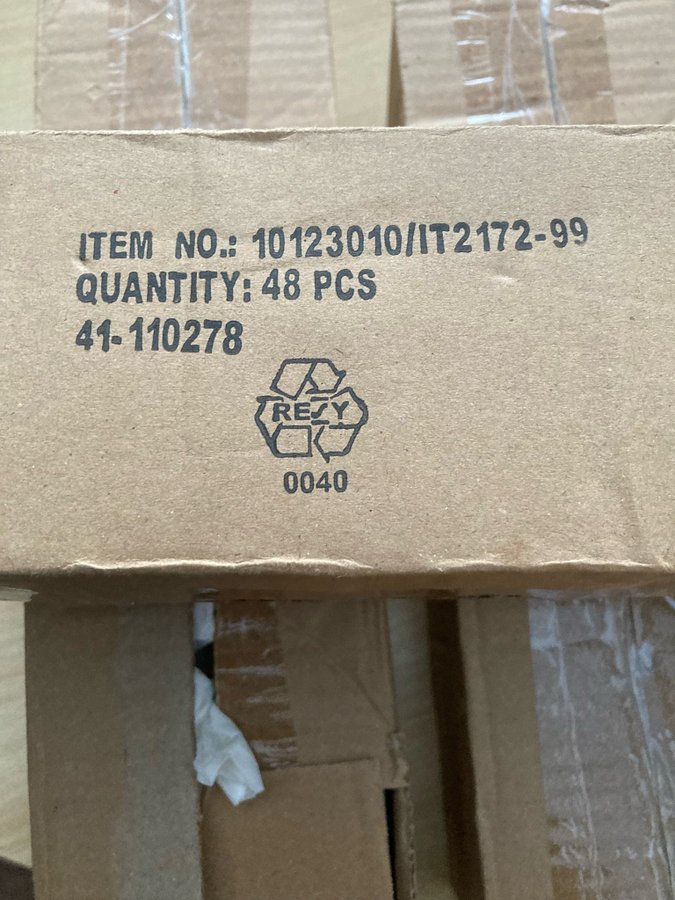 ITEM NO.: 10123010/IT2172-99
QUANTITY: 48 PCS
41-110278
RESY
0040